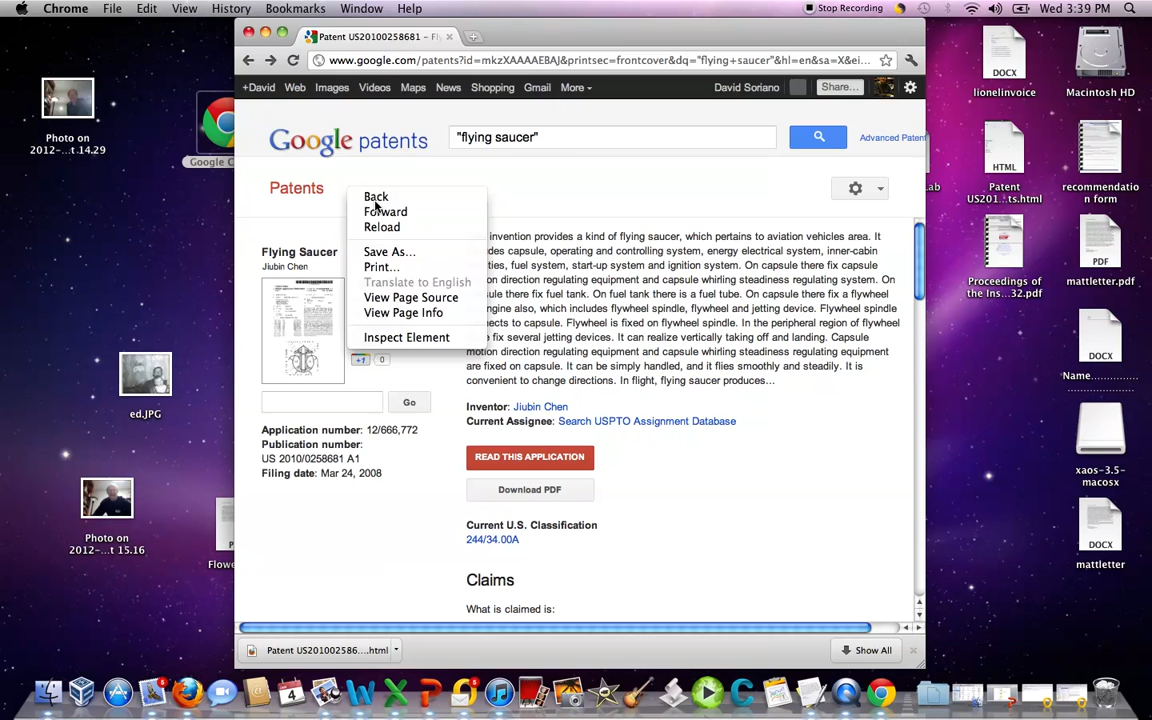 Chrome File Edit View History Bookmarks Window Help
Stop Recording Wed 3:39 PM
Patent US20100258681 – Fly
www.google.com/patents?id=mkzXAAAAEBAJ&printsec=frontcover&dq="flying+saucer"&hl=en&sa=X&ei...
+David Web Images Videos Maps News Shopping Gmail More
David Soriano Share...
Google patents
"flying saucer"
Advanced Patent
Patents
Back
Forward
Reload
Save As...
Print...
Translate to English
View Page Source
View Page Info
Inspect Element
Flying Saucer
Jiubin Chen
+1 0
Go
Application number: 12/666,772
Publication number:
US 2010/0258681 A1
Filing date: Mar 24, 2008
invention provides a kind of flying saucer, which pertains to aviation vehicles area. It
capsule, operating and controlling system, energy electrical system, inner-cabin
fuel system, start-up system and ignition system. On capsule there fix capsule
direction regulating equipment and capsule whirling steadiness regulating system. On
there fix fuel tank. On fuel tank there is a fuel tube. On capsule there fix a flywheel
also, which includes flywheel spindle, flywheel and jetting device. Flywheel spindle
to capsule. Flywheel is fixed on flywheel spindle. In the peripheral region of flywheel
fix several jetting devices. It can realize vertically taking off and landing. Capsule
motion direction regulating equipment and capsule whirling steadiness regulating equipment
are fixed on capsule. It can be simply handled, and it flies smoothly and steadily. It is
convenient to change directions. In flight, flying saucer produces...
Inventor: Jiubin Chen
Current Assignee: Search USPTO Assignment Database
READ THIS APPLICATION
Download PDF
Current U.S. Classification
244/34.00A
Claims
What is claimed is:
Patent US201002586....html
Show All
Photo on
2012-...t 14.29
Google C
ed.JPG
Photo on
2012-...t 15.16
Flowe
DOCX
lionelinvoice
Macintosh HD
HTML
Patent
US201...ts.html
recommendatio
n form
Proceedings of
the Ins...32.pdf
PDF
mattletter.pdf
DOCX
Name..............
....................
xaos-3.5-
macosx
DOCX
mattletter